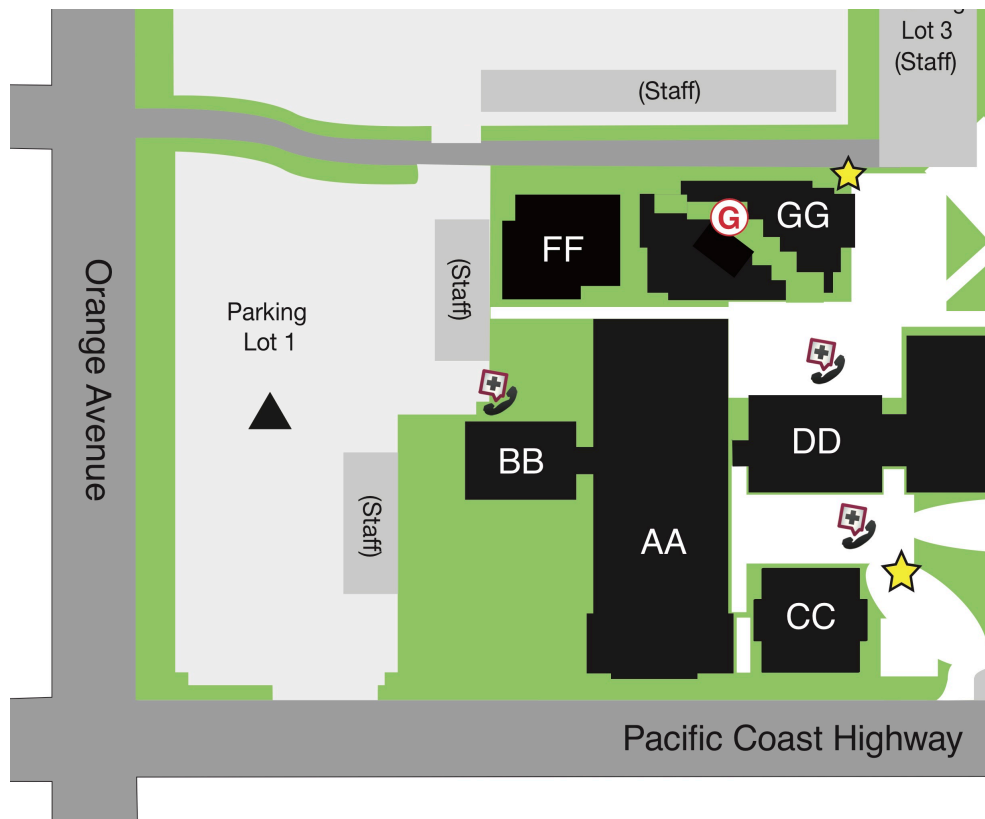 Lot 3
(Staff)
(Staff)
G
GG
FF
(Staff)
Parking
Lot 1
Orange Avenue
DD
BB
(Staff)
AA
CC
Pacific Coast Highway